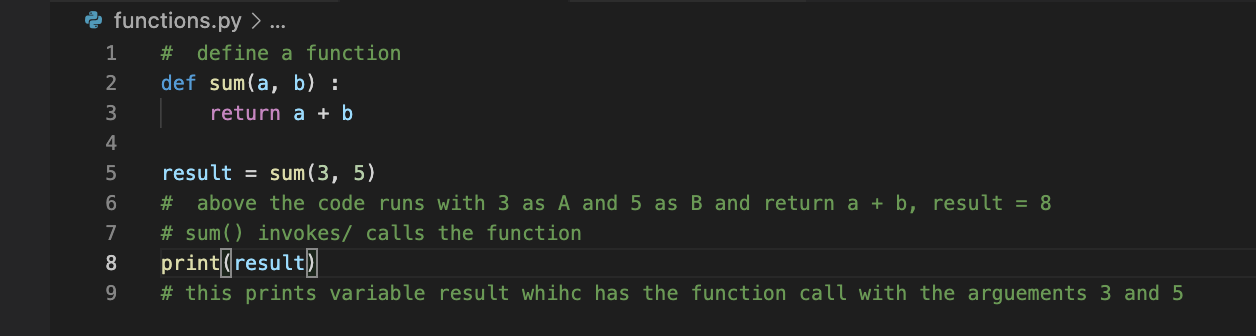 functions.py > ...
1 #  define a function
2 def sum(a, b) :
3     return a + b
4
5 result = sum(3, 5)
6 #  above the code runs with 3 as A and 5 as B and return a + b, result = 8
7 # sum() invokes/ calls the function
8 print(result)
9 # this prints variable result whihc has the function call with the arguements 3 and 5